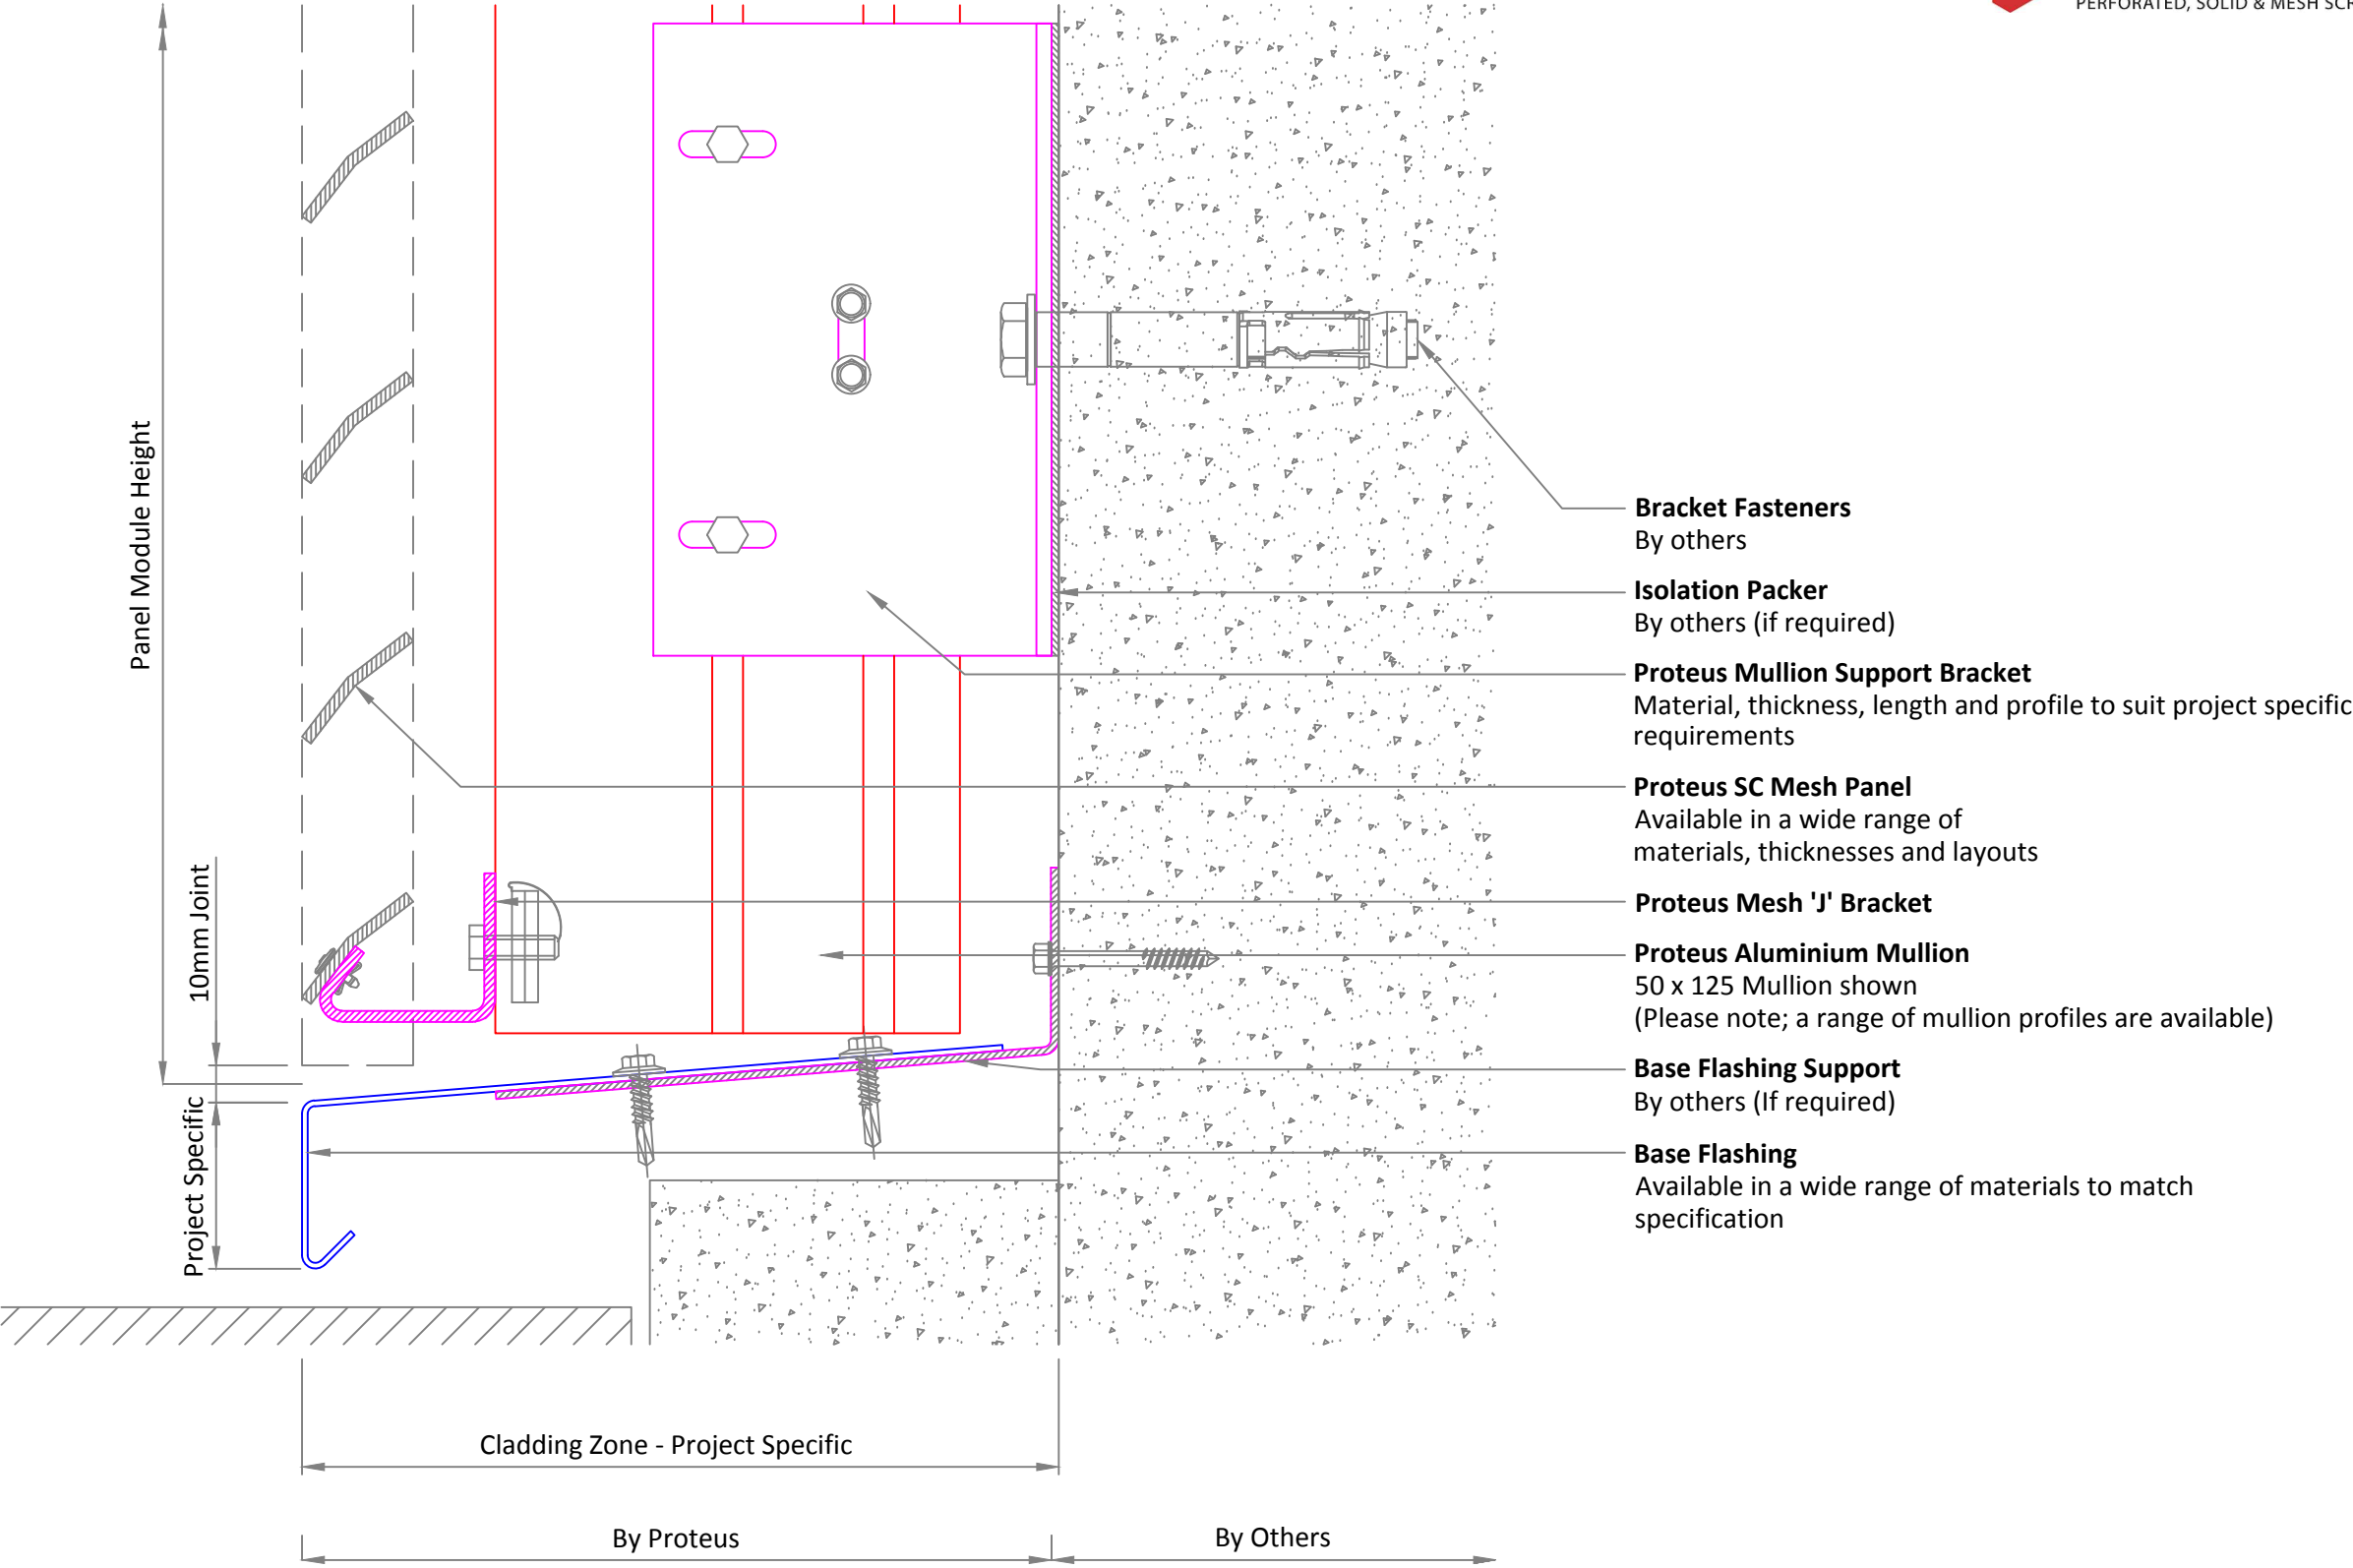 PERFORATED, SOLID & MESH SCR
Panel Module Height
10mm Joint
Project Specific
Bracket Fasteners
By others
Isolation Packer
By others (if required)
Proteus Mullion Support Bracket
Material, thickness, length and profile to suit project specific
requirements
Proteus SC Mesh Panel
Available in a wide range of
materials, thicknesses and layouts
Proteus Mesh 'J' Bracket
Proteus Aluminium Mullion
50 x 125 Mullion shown
(Please note; a range of mullion profiles are available)
Base Flashing Support
By others (If required)
Base Flashing
Available in a wide range of materials to match
specification
Cladding Zone - Project Specific
By Proteus
By Others